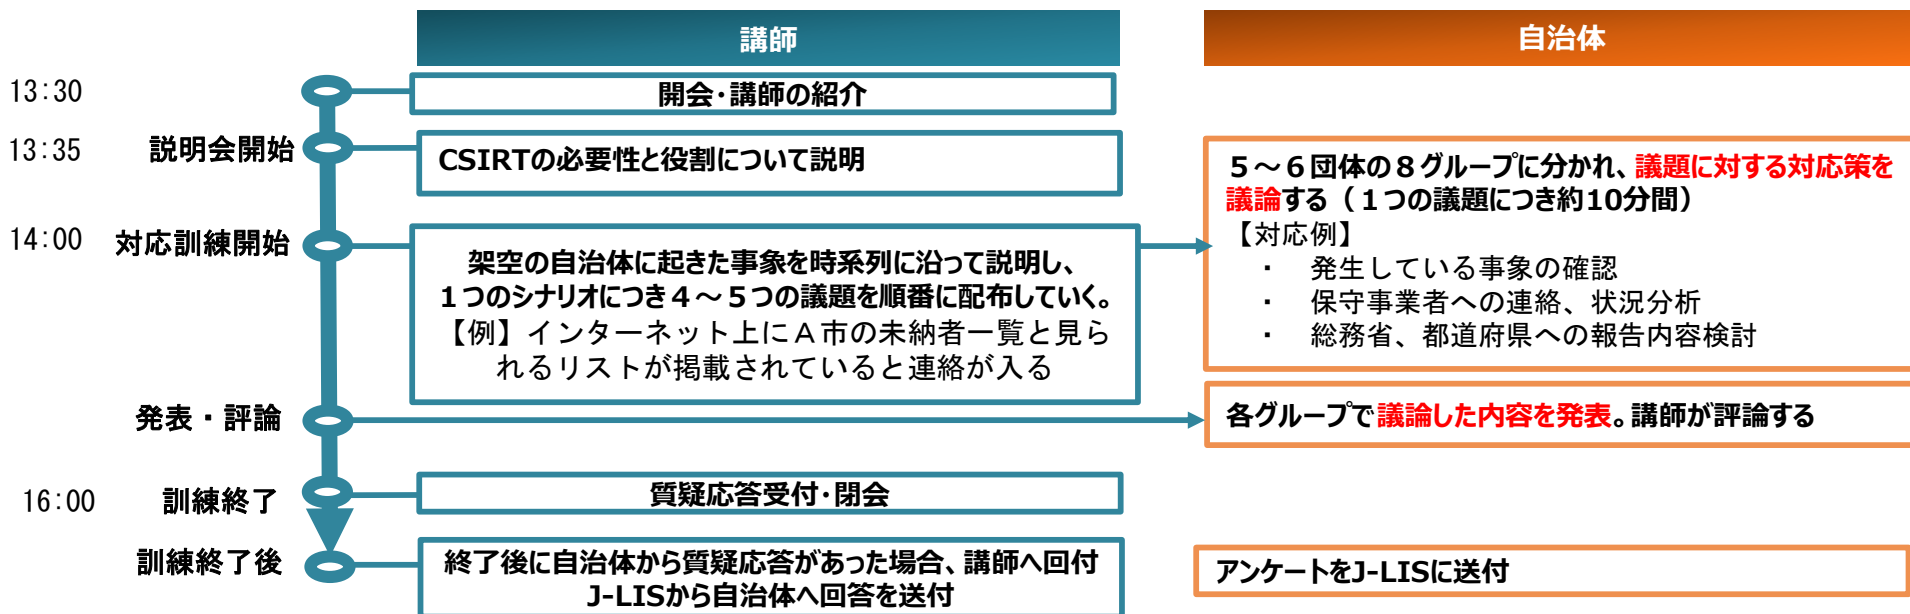 講師
自治体
13:30
開会・講師の紹介
13:35
説明会開始
CSIRTの必要性と役割について説明
5～6団体の8グループに分かれ、議題に対する対応策を
議論する（1つの議題につき約10分間）
【対応例】
・ 発生している事象の確認
・ 保守事業者への連絡、状況分析
・ 総務省、都道府県への報告内容検討
14:00
対応訓練開始
架空の自治体に起きた事象を時系列に沿って説明し、
1つのシナリオにつき4～5つの議題を順番に配布していく。
【例】インターネット上にA市の未納者一覧と見ら
れるリストが掲載されていると連絡が入る
発表・評論
各グループで議論した内容を発表。講師が評論する
16:00
訓練終了
質疑応答受付・閉会
訓練終了後
終了後に自治体から質疑応答があった場合、講師へ回付
J-LISから自治体へ回答を送付
アンケートをJ-LISに送付